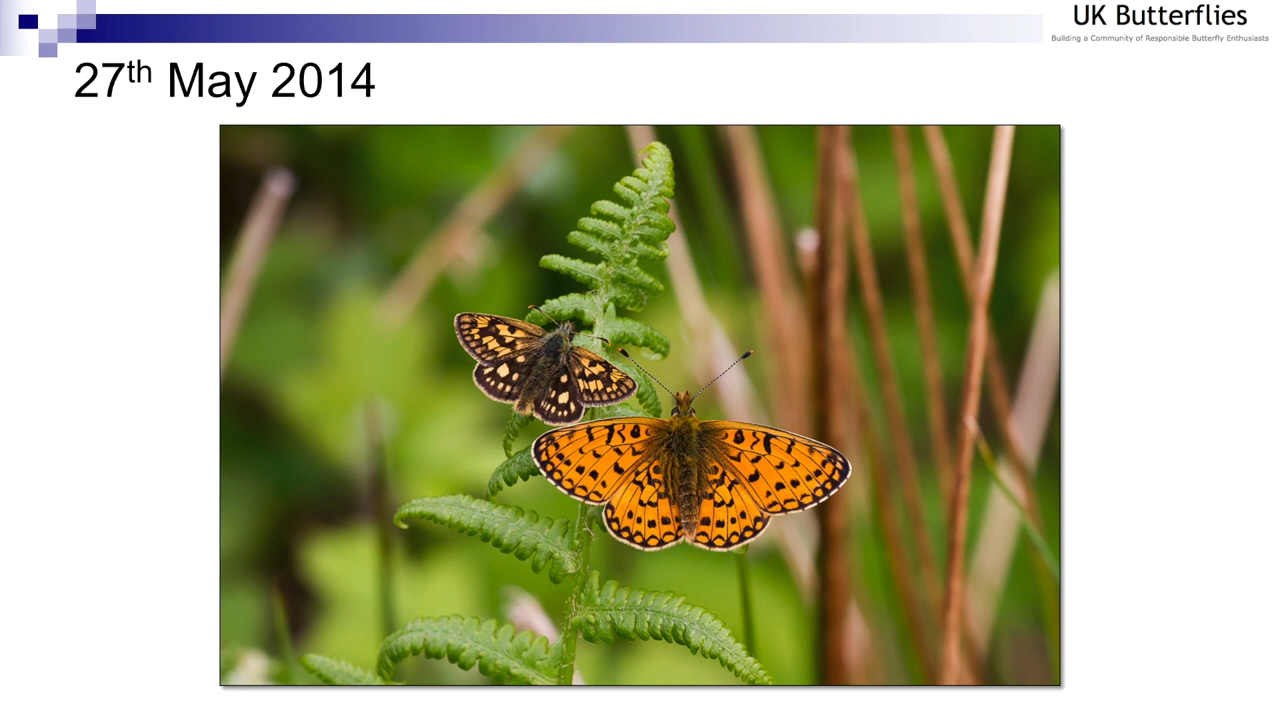 UK Butterflies
Building a Community of Responsible Butterfly Enthusiasts
27th May 2014